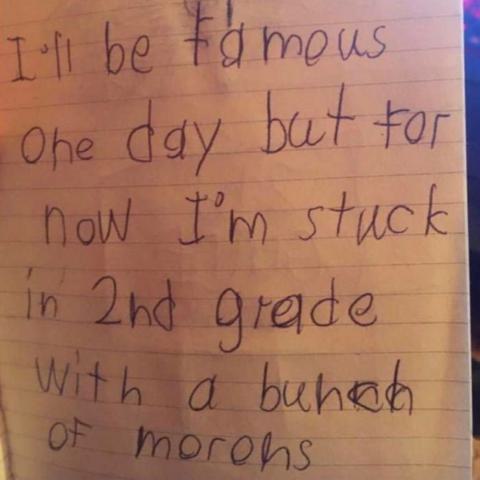 I'll be famous
one day but for
now I'm stuck
in 2nd grade
with a bunch
of morons